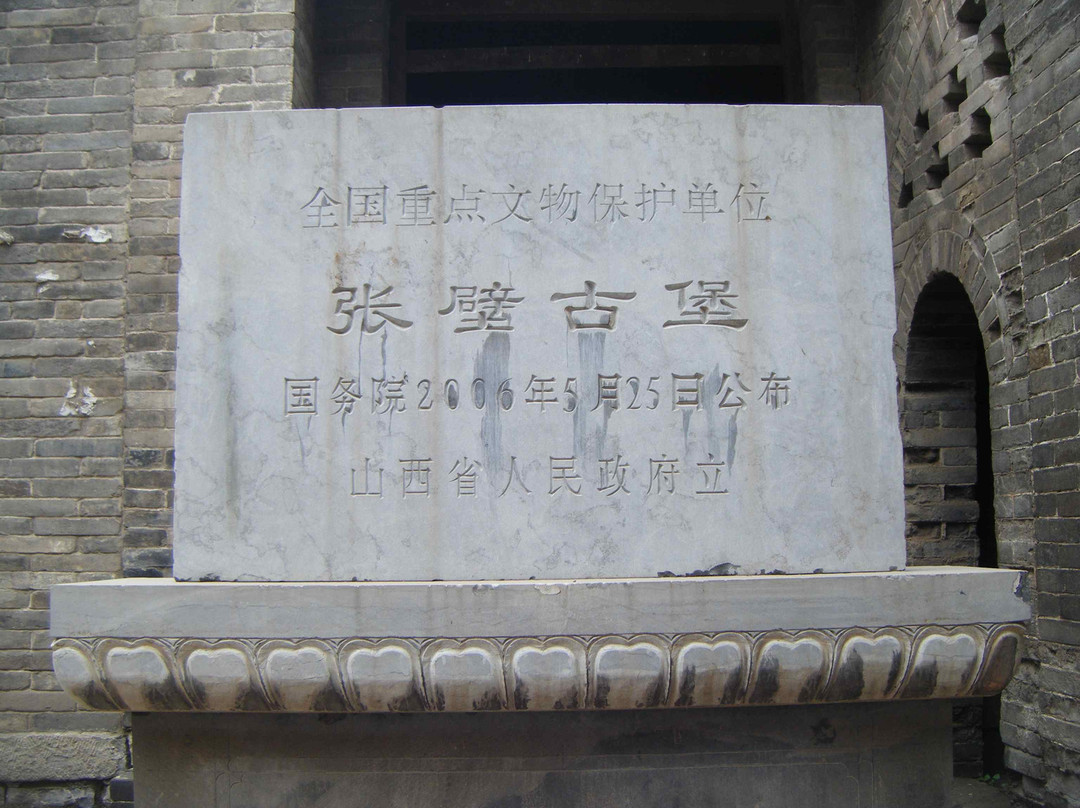 全国重点文物保护单位
张壁古堡
国务院2006年5月25日公布
山西省人民政府立